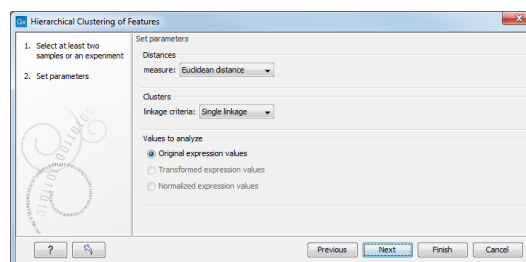 Hierarchical Clustering of Features
1. Select at least two samples or an experiment
2. Set parameters
Set parameters
Distances
measure: Euclidean distance
Clusters
linkage criteria: Single linkage
Values to analyze
Original expression values
Transformed expression values
Normalized expression values
? Previous Next Finish Cancel